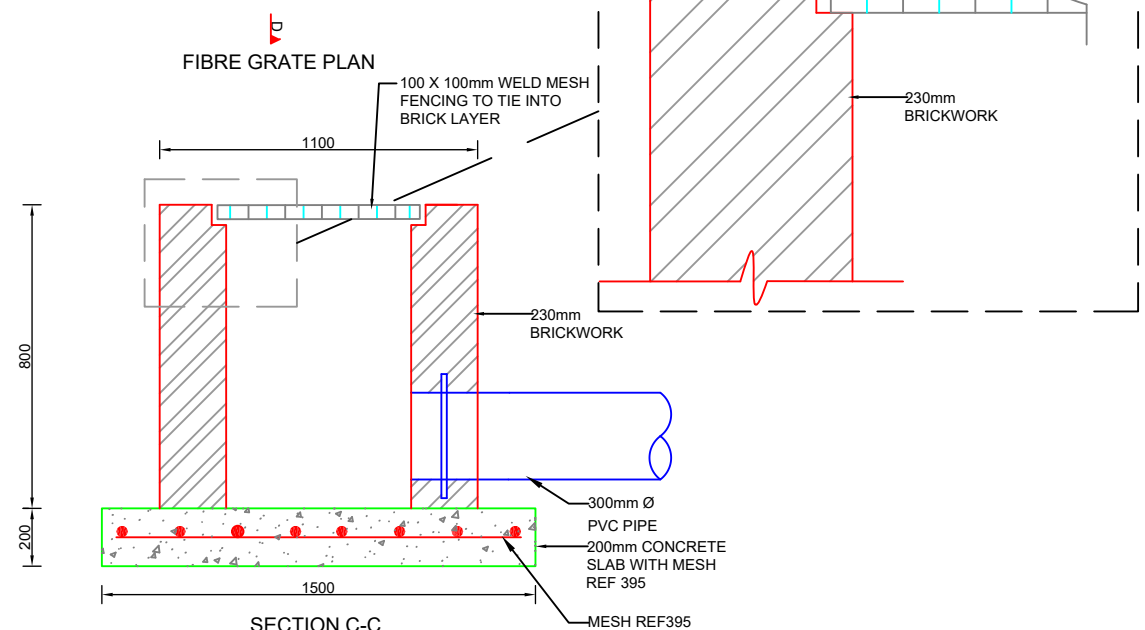 D
FIBRE GRATE PLAN
100 X 100mm WELD MESH
FENCING TO TIE INTO
BRICK LAYER
230mm
BRICKWORK
1100
800
230mm
BRICKWORK
300mm Ø
PVC PIPE
200mm CONCRETE
SLAB WITH MESH
REF 395
200
1500
MESH REF395
SECTION C-C